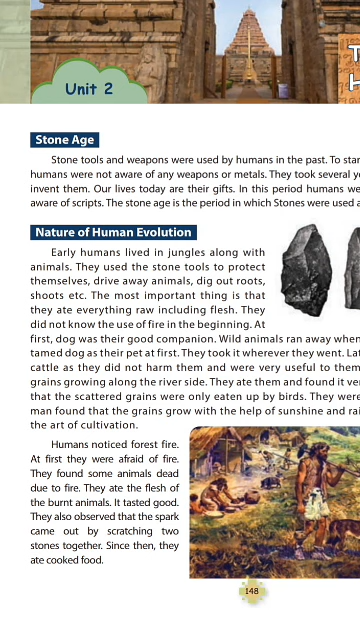 Unit 2
T
H
Stone Age
Stone tools and weapons were used by humans in the past. To star
humans were not aware of any weapons or metals. They took several ye
invent them. Our lives today are their gifts. In this period humans we
aware of scripts. The stone age is the period in which Stones were used a
Nature of Human Evolution
Early humans lived in jungles along with
animals. They used the stone tools to protect
themselves, drive away animals, dig out roots,
shoots etc. The most important thing is that
they ate everything raw including flesh. They
did not know the use of fire in the beginning. At
first, dog was their good companion. Wild animals ran away when
tamed dog as their pet at first. They took it wherever they went. Lat
cattle as they did not harm them and were very useful to them
grains growing along the river side. They ate them and found it ver
that the scattered grains were only eaten up by birds. They were
man found that the grains grow with the help of sunshine and rai
the art of cultivation.
Humans noticed forest fire.
At first they were afraid of fire.
They found some animals dead
due to fire. They ate the flesh of
the burnt animals. It tasted good.
They also observed that the spark
came out by scratching two
stones together. Since then, they
ate cooked food.
148